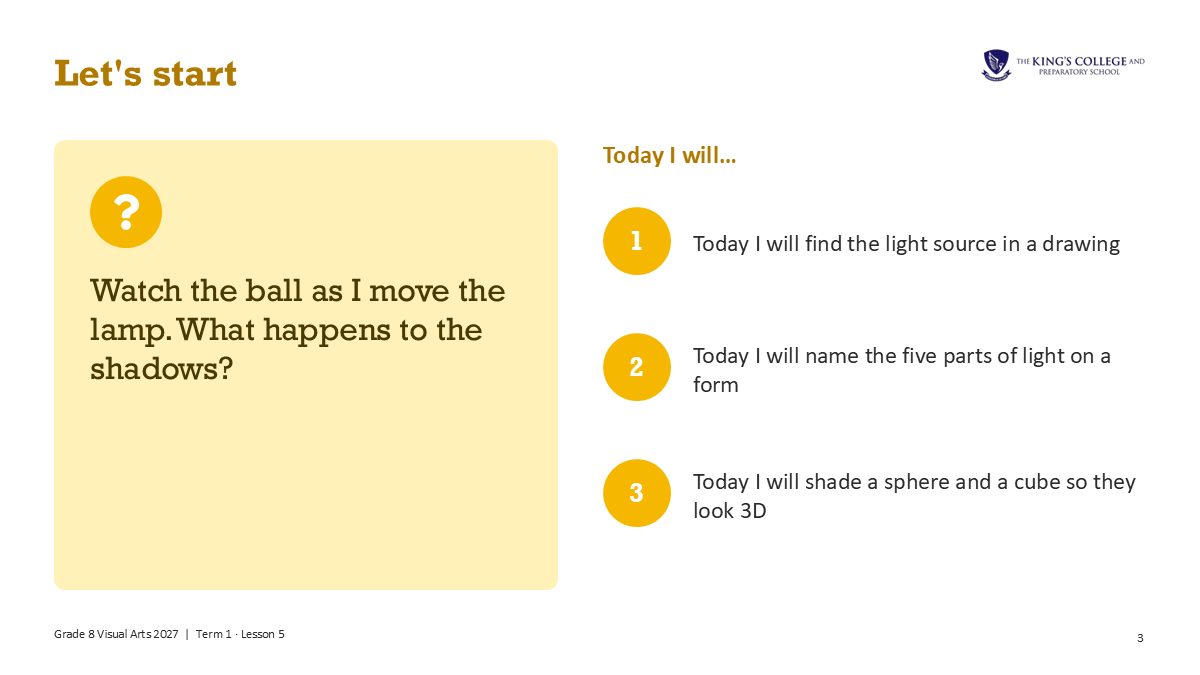 Let's start
THE KING'S COLLEGE AND
PREPARATORY SCHOOL
?
Watch the ball as I move the
lamp. What happens to the
shadows?
Today I will...
1
Today I will find the light source in a drawing
2
Today I will name the five parts of light on a
form
3
Today I will shade a sphere and a cube so they
look 3D
Grade 8 Visual Arts 2027 | Term 1 · Lesson 5
3